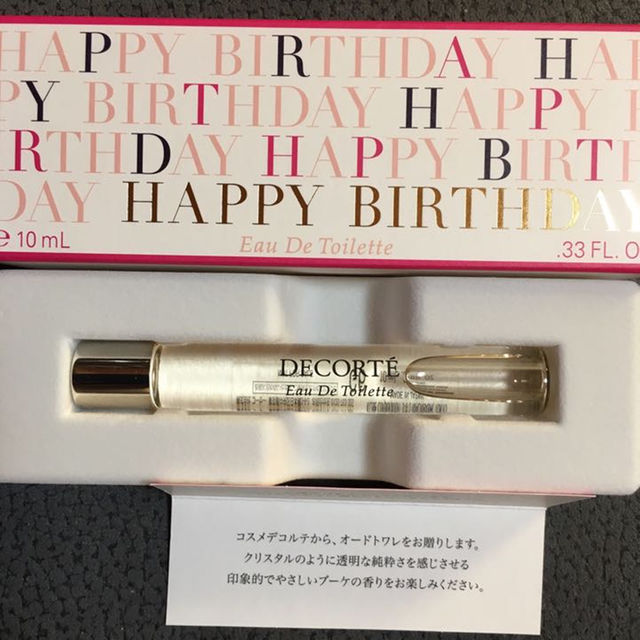 HAPPY BIRTHDAY HA
PY BIRTHDAY HAPPY
RTHDAY HAPPY BIRT
DAY HAPPY BIRTHDAY
e 10 mL
Eau De Toilette
.33 FL. O
DECORTÉ
Eau De Toilette
コスメデコルテから、オードトワレをお贈りします。
クリスタルのように透明な純粋さを感じさせる
印象的でやさしいブーケの香りをお楽しみください。